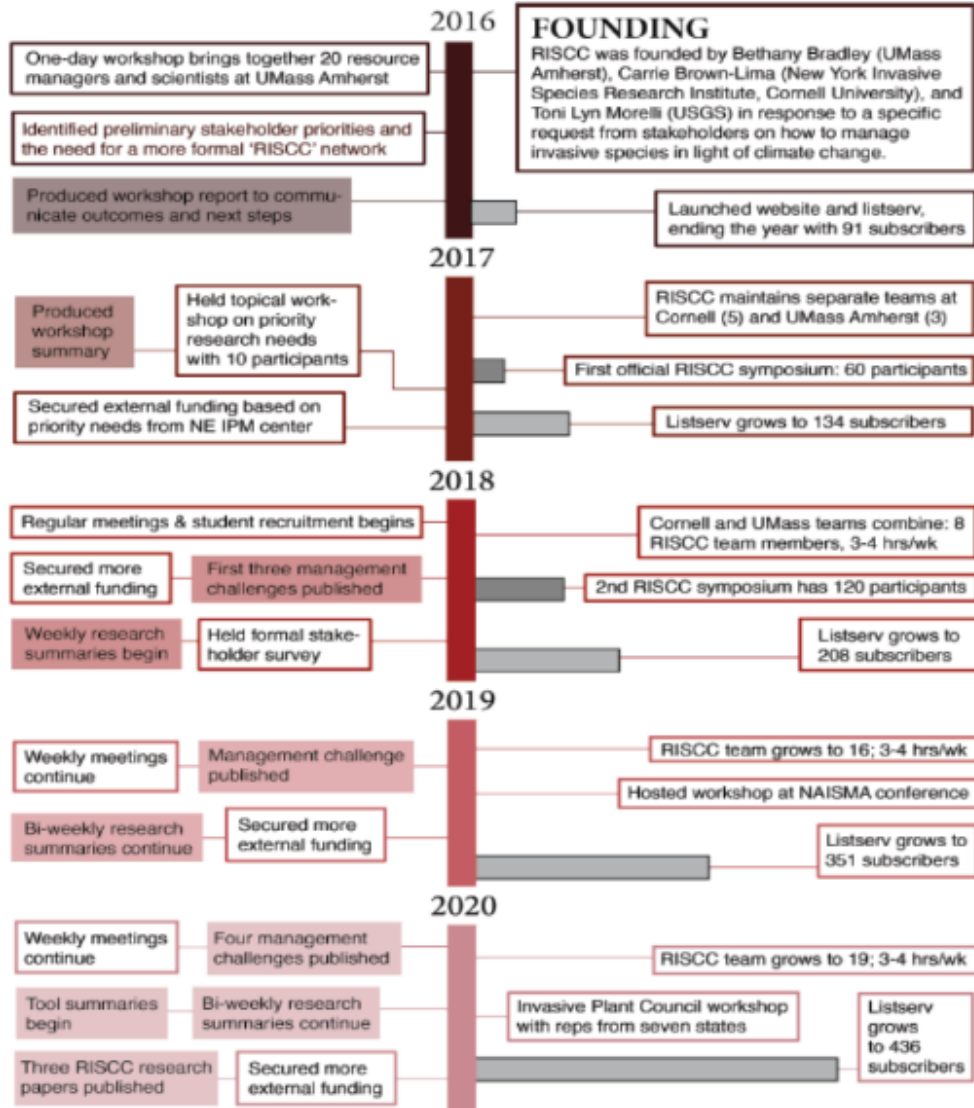 2016
One-day workshop brings together 20 resource
managers and scientists at UMass Amherst
Identified preliminary stakeholder priorities and
the need for a more formal ‘RISCC’ network
Produced workshop report to commu-
nicate outcomes and next steps
FOUNDING
RISCC was founded by Bethany Bradley (UMass
Amherst), Carrie Brown-Lima (New York Invasive
Species Research Institute, Cornell University), and
Toni Lyn Morelli (USGS) in response to a specific
request from stakeholders on how to manage
invasive species in light of climate change.
Launched website and listserv,
ending the year with 91 subscribers
2017
Produced
workshop
summary
Held topical work-
shop on priority
research needs
with 10 participants
Secured external funding based on
priority needs from NE IPM center
RISCC maintains separate teams at
Cornell (5) and UMass Amherst (3)
First official RISCC symposium: 60 participants
Listserv grows to 134 subscribers
2018
Regular meetings & student recruitment begins
Secured more
external funding
First three management
challenges published
Weekly research
summaries begin
Held formal stake-
holder survey
Cornell and UMass teams combine: 8
RISCC team members, 3-4 hrs/wk
2nd RISCC symposium has 120 participants
Listserv grows to
208 subscribers
2019
Weekly meetings
continue
Management challenge
published
Bi-weekly research
summaries continue
Secured more
external funding
RISCC team grows to 16; 3-4 hrs/wk
Hosted workshop at NAISMA conference
Listserv grows to
351 subscribers
2020
Weekly meetings
continue
Four management
challenges published
Tool summaries
begin
Bi-weekly research
summaries continue
Three RISCC research
papers published
Secured more
external funding
RISCC team grows to 19; 3-4 hrs/wk
Invasive Plant Council workshop
with reps from seven states
Listserv
grows
to 436
subscribers